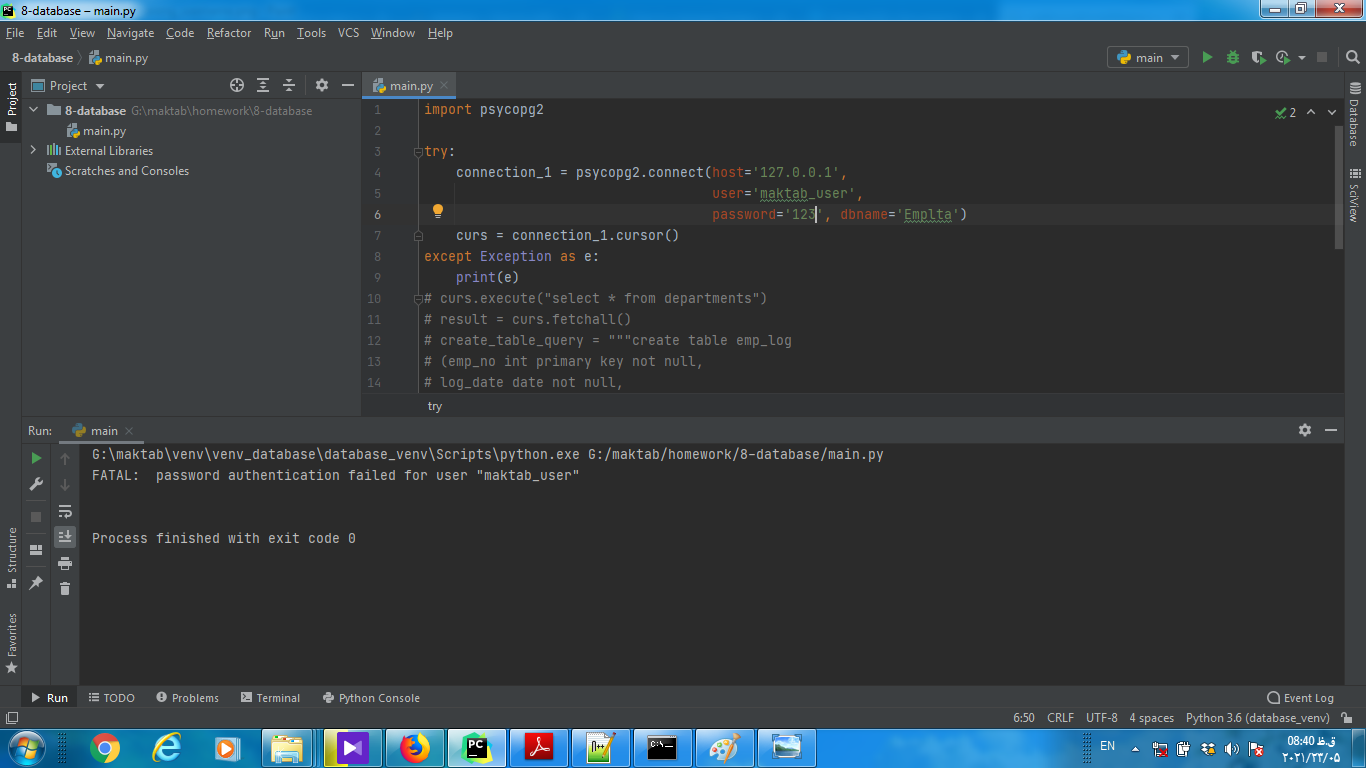 8-database – main.py
File Edit View Navigate Code Refactor Run Tools VCS Window Help
8-database main.py main
Project main.py
8-database G:\maktab\homework\8-database
main.py
External Libraries
Scratches and Consoles
Project
Structure
Favorites
Database
SciView
2
1 import psycopg2
2
3 try:
4 connection_1 = psycopg2.connect(host='127.0.0.1',
5 user='maktab_user',
6 password='123', dbname='Emplta')
7 curs = connection_1.cursor()
8 except Exception as e:
9 print(e)
10 # curs.execute("select * from departments")
11 # result = curs.fetchall()
12 # create_table_query = """create table emp_log
13 # (emp_no int primary key not null,
14 # log_date date not null,
try
Run: main
G:\maktab\venv\venv_database\database_venv\Scripts\python.exe G:/maktab/homework/8-database/main.py
FATAL:  password authentication failed for user "maktab_user"
Process finished with exit code 0
Run TODO Problems Terminal Python Console Event Log
6:50 CRLF UTF-8 4 spaces Python 3.6 (database_venv)
EN 08:40 ق.ظ
۲۰۲۱/۲۳/۰۵